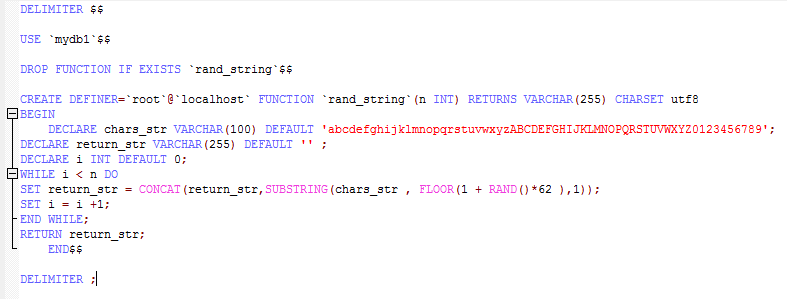 DELIMITER $$
USE `mydb1`$$
DROP FUNCTION IF EXISTS `rand_string`$$
CREATE DEFINER=`root`@`localhost` FUNCTION `rand_string`(n INT) RETURNS VARCHAR(255) CHARSET utf8
BEGIN
DECLARE chars_str VARCHAR(100) DEFAULT 'abcdefghijklmnopqrstuvwxyzABCDEFGHIJKLMNOPQRSTUVWXYZ0123456789';
DECLARE return_str VARCHAR(255) DEFAULT '' ;
DECLARE i INT DEFAULT 0;
WHILE i < n DO
SET return_str = CONCAT(return_str,SUBSTRING(chars_str , FLOOR(1 + RAND()*62 ),1));
SET i = i +1;
END WHILE;
RETURN return_str;
END$$
DELIMITER ;